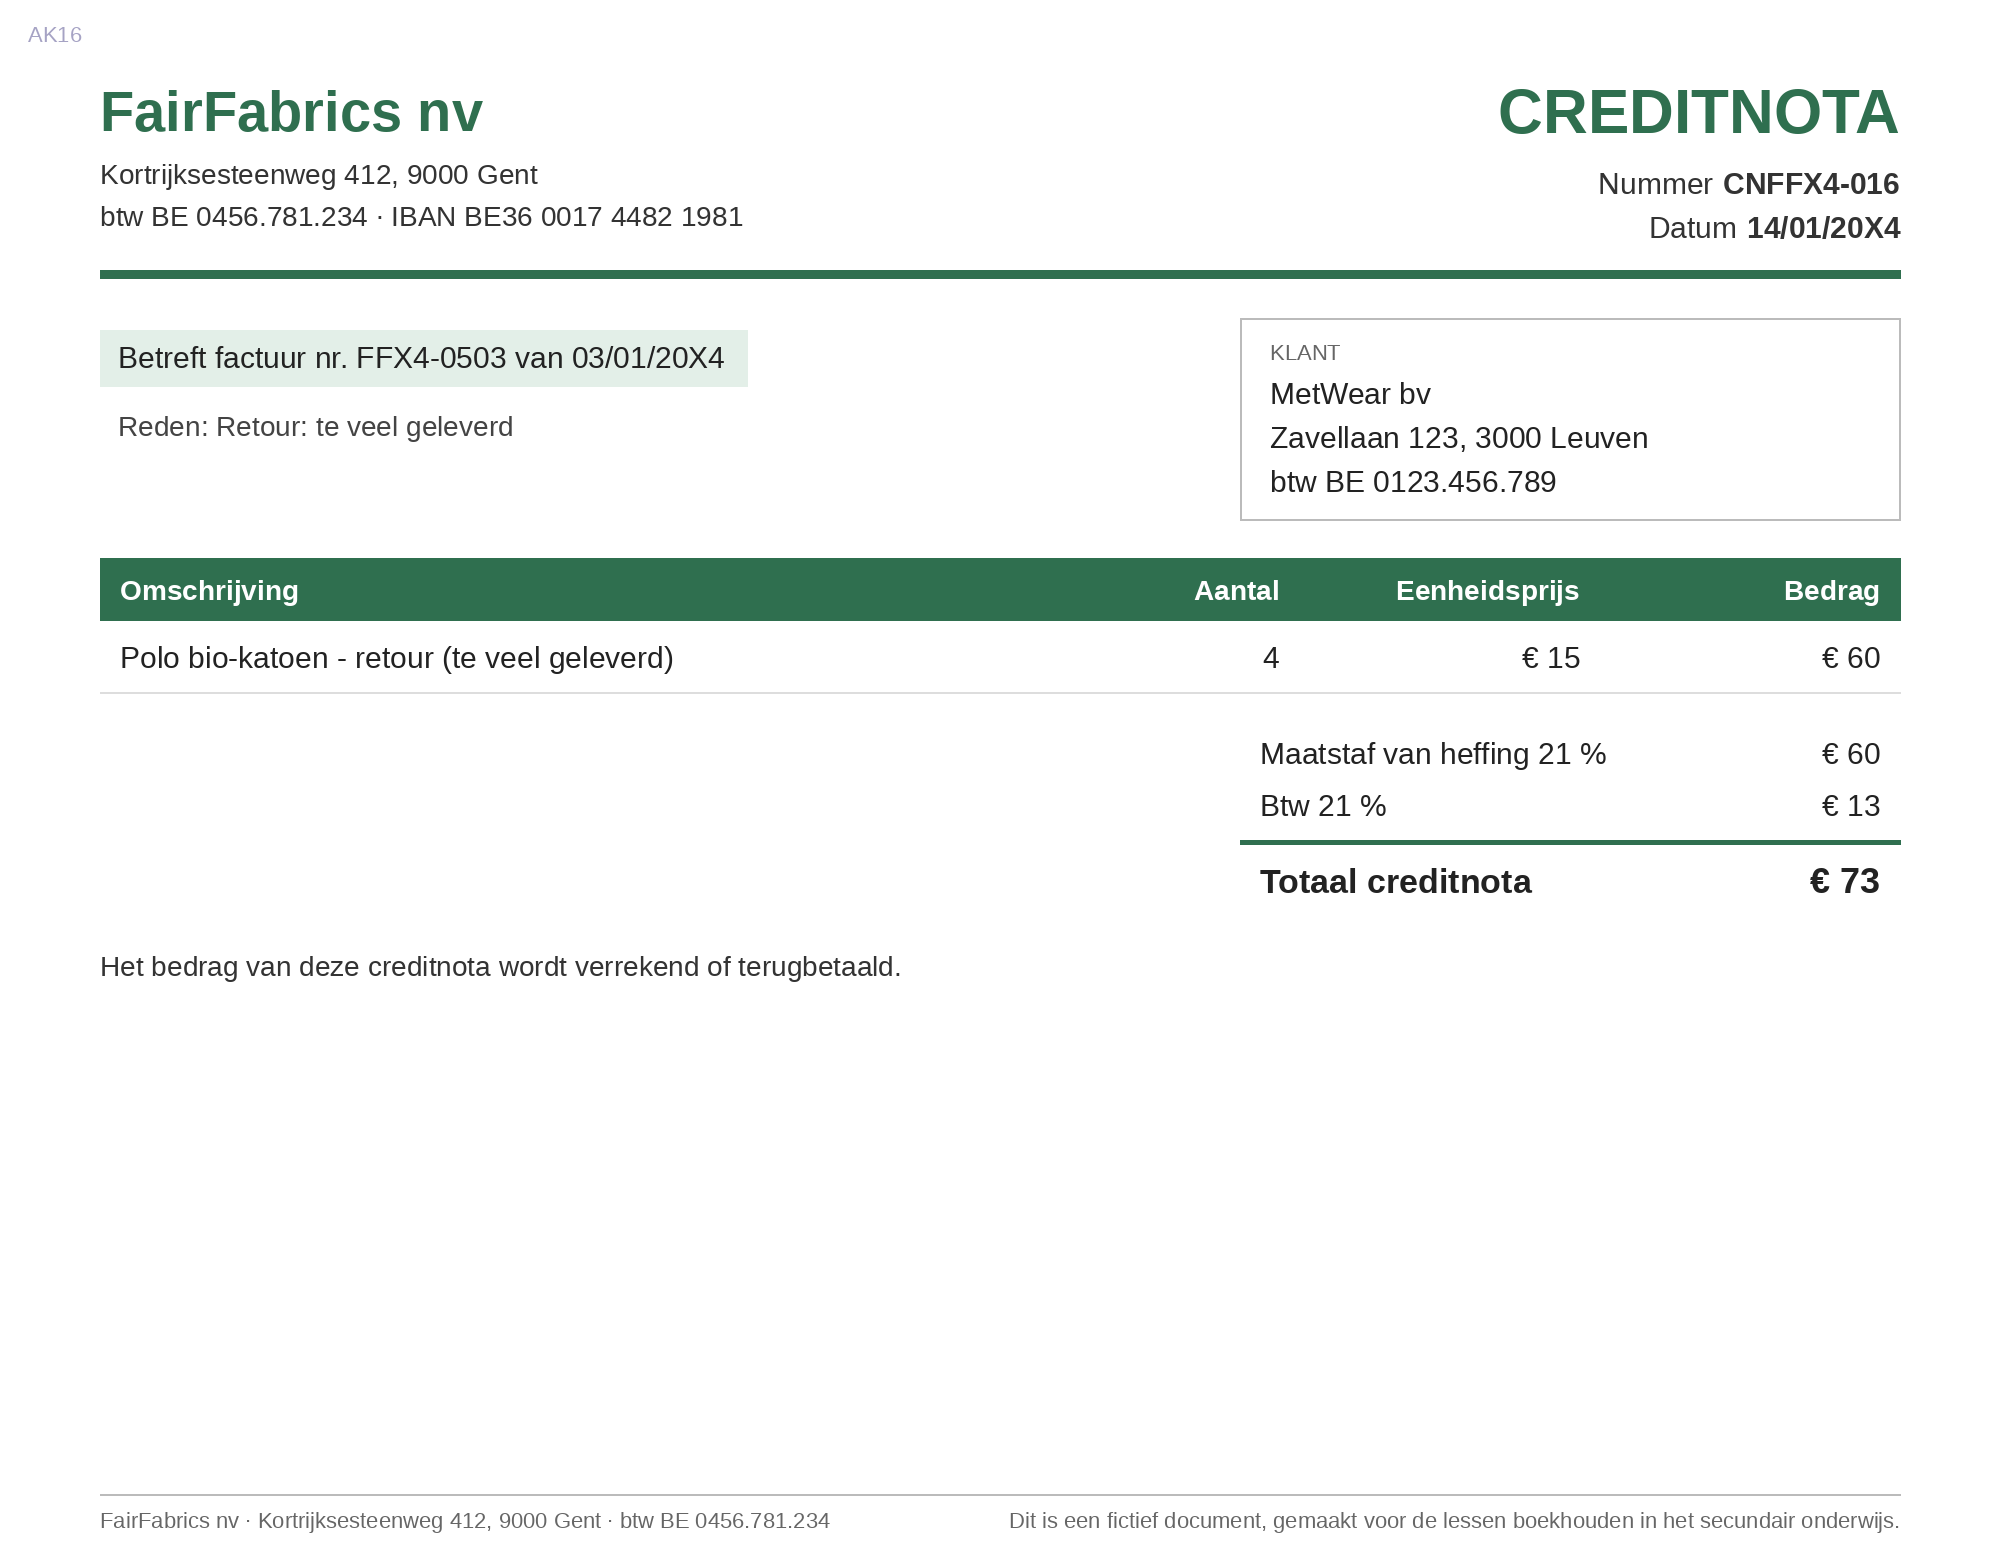 AK16
FairFabrics nv
Kortrijksesteenweg 412, 9000 Gent
btw BE 0456.781.234 · IBAN BE36 0017 4482 1981
CREDITNOTA
Nummer CNFFX4-016
Datum 14/01/20X4
Betreft factuur nr. FFX4-0503 van 03/01/20X4
Reden: Retour: te veel geleverd
KLANT
MetWear bv
Zavellaan 123, 3000 Leuven
btw BE 0123.456.789
Omschrijving Aantal Eenheidsprijs Bedrag
Polo bio-katoen - retour (te veel geleverd) 4 € 15 € 60
Maatstaf van heffing 21 % € 60
Btw 21 % € 13
Totaal creditnota € 73
Het bedrag van deze creditnota wordt verrekend of terugbetaald.
FairFabrics nv · Kortrijksesteenweg 412, 9000 Gent · btw BE 0456.781.234
Dit is een fictief document, gemaakt voor de lessen boekhouden in het secundair onderwijs.